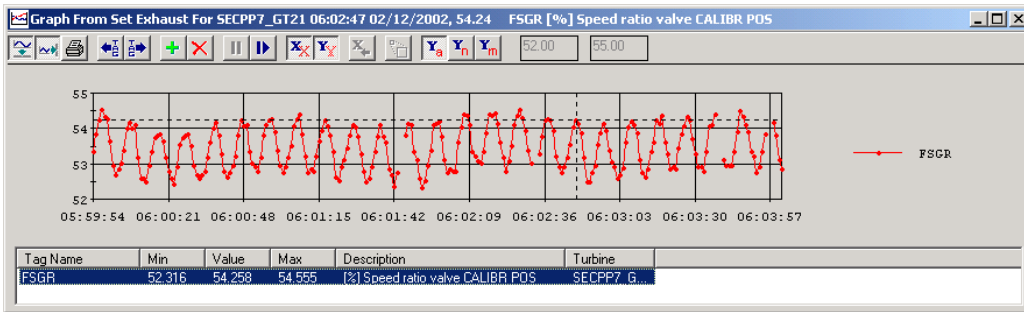 Graph From Set Exhaust For SECPP7_GT21 06:02:47 02/12/2002, 54.24 FSGR [%] Speed ratio valve CALIBR POS
T E T E X X Y Y X Y a Y n Y m 52.00 55.00
55
54
53
52
FSGR
05:59:54 06:00:21 06:00:48 06:01:15 06:01:42 06:02:09 06:02:36 06:03:03 06:03:30 06:03:57
Tag Name Min Value Max Description Turbine
FSGR 52.316 54.258 54.555 [%] Speed ratio valve CALIBR POS SECPP7_G...